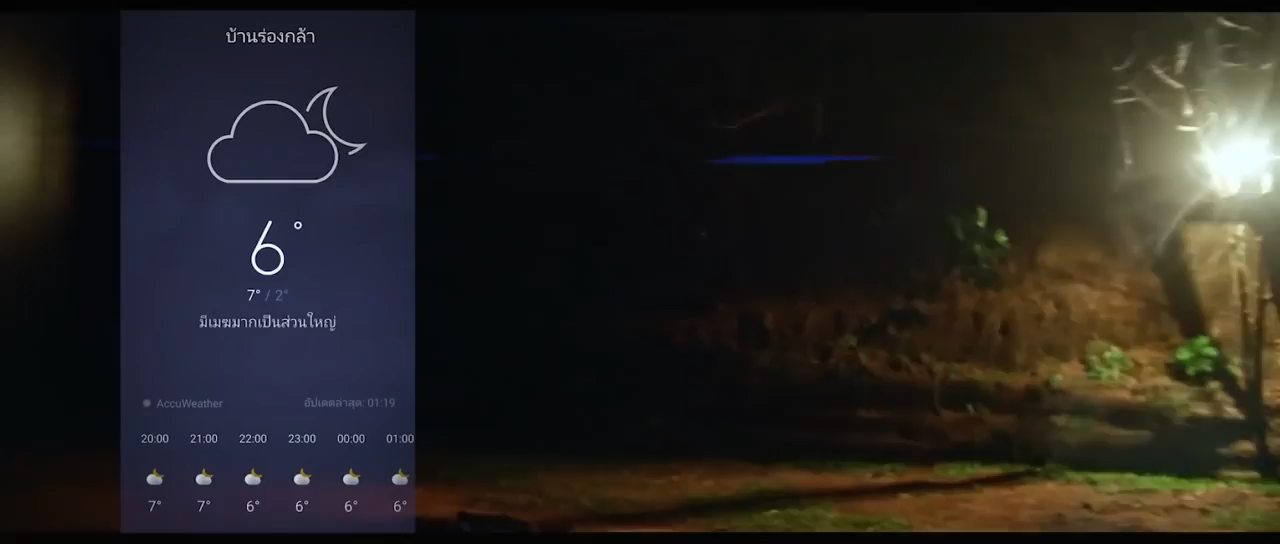 บ้านร่องกล้า
6°
7° / 2°
มีเมฆมากเป็นส่วนใหญ่
AccuWeather อัปเดตล่าสุด: 01:19
20:00 21:00 22:00 23:00 00:00 01:00
7° 7° 6° 6° 6° 6°